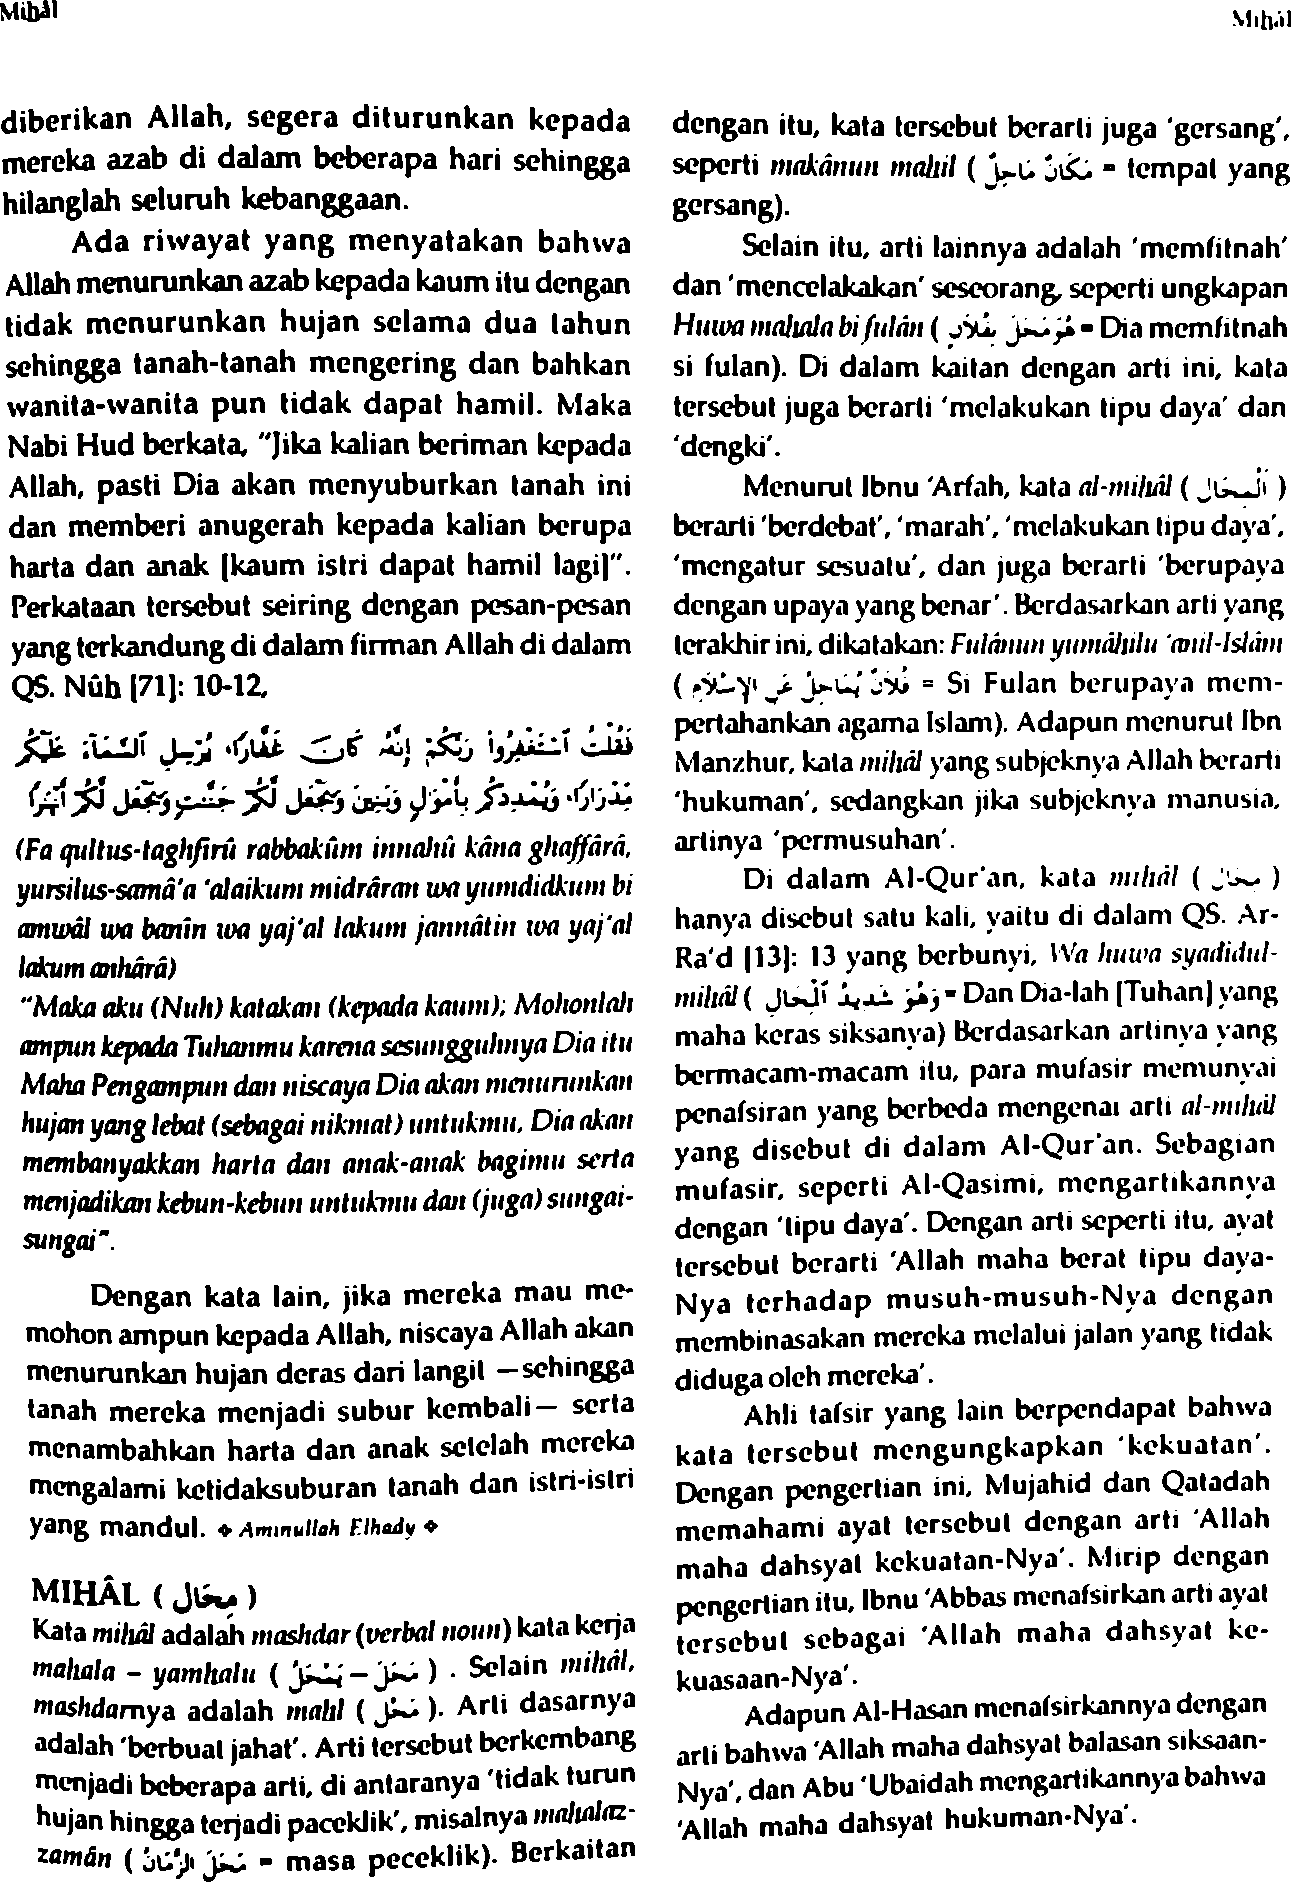 Mihâl
Mihâl
diberikan Allah, segera diturunkan kepada
mereka azab di dalam beberapa hari sehingga
hilanglah seluruh kebanggaan.
Ada riwayat yang menyatakan bahwa
Allah menurunkan azab kepada kaum itu dengan
tidak menurunkan hujan selama dua tahun
sehingga tanah-tanah mengering dan bahkan
wanita-wanita pun tidak dapat hamil. Maka
Nabi Hud berkata, "Jika kalian beriman kepada
Allah, pasti Dia akan menyuburkan tanah ini
dan memberi anugerah kepada kalian berupa
harta dan anak [kaum istri dapat hamil lagi]".
Perkataan tersebut seiring dengan pesan-pesan
yang terkandung di dalam firman Allah di dalam
QS. Nûh [71]: 10-12,
فَقُلْتُ ٱسْتَغْفِرُوا۟ رَبَّكُمْ إِنَّهُۥ كَانَ غَفَّارًا، يُرْسِلِ ٱلسَّمَآءَ عَلَيْكُم
مِّدْرَارًا، وَيُمْدِدْكُم بِأَمْوَٰلٍ وَبَنِينَ وَيَجْعَل لَّكُمْ جَنَّٰتٍ وَيَجْعَل لَّكُمْ أَنْهَٰرًا
(Fa qultus-taghfirû rabbakûm innahû kâna ghaffârâ,
yursilus-samâ'a 'alaikum midrâran wa yumdidkum bi
amwâl wa banîn wa yaj'al lakum jannâtin wa yaj'al
lakum anhârâ)
"Maka aku (Nuh) katakan (kepada kaum); Mohonlah
ampun kepada Tuhanmu karena sesungguhnya Dia itu
Maha Pengampun dan niscaya Dia akan menurunkan
hujan yang lebat (sebagai nikmat) untukmu, Dia akan
membanyakkan harta dan anak-anak bagimu serta
menjadikan kebun-kebun untukmu dan (juga) sungai-
sungai".
Dengan kata lain, jika mereka mau me-
mohon ampun kepada Allah, niscaya Allah akan
menurunkan hujan deras dari langit —sehingga
tanah mereka menjadi subur kembali— serta
menambahkan harta dan anak setelah mereka
mengalami ketidaksuburan tanah dan istri-istri
yang mandul. ❖ Aminullah Elhady ❖
MIHÂL ( مِحَال )
Kata mihâl adalah mashdar (verbal noun) kata kerja
mahala – yamhalu ( مَحَلَ – يَمْحَلُ ) . Selain mihâl,
mashdarnya adalah mahl ( مَحْل ). Arti dasarnya
adalah 'berbuat jahat'. Arti tersebut berkembang
menjadi beberapa arti, di antaranya 'tidak turun
hujan hingga terjadi paceklik', misalnya mahalaz-
zamân ( مَحَلَ الزَّمَانُ = masa peceklik). Berkaitan
dengan itu, kata tersebut berarti juga 'gersang',
seperti makânun mahil ( مَكَانٌ مَاحِلٌ = tempat yang
gersang).
Selain itu, arti lainnya adalah 'memfitnah'
dan 'mencelakakan' seseorang, seperti ungkapan
Huwa mahala bi fulân ( هُوَ مَحَلَ بِفُلَانٍ = Dia memfitnah
si fulan). Di dalam kaitan dengan arti ini, kata
tersebut juga berarti 'melakukan tipu daya' dan
'dengki'.
Menurut Ibnu 'Arfah, kata al-mihâl ( اَلْمِحَال )
berarti 'berdebat', 'marah', 'melakukan tipu daya',
'mengatur sesuatu', dan juga berarti 'berupaya
dengan upaya yang benar'. Berdasarkan arti yang
terakhir ini, dikatakan: Fulânun yumâhilu 'anil-Islâm
( فُلَانٌ يُمَاحِلُ عَنِ الْإِسْلَامِ = Si Fulan berupaya mem-
pertahankan agama Islam). Adapun menurut Ibn
Manzhur, kata mihâl yang subjeknya Allah berarti
'hukuman', sedangkan jika subjeknya manusia,
artinya 'permusuhan'.
Di dalam Al-Qur'an, kata mihâl ( مِحَال )
hanya disebut satu kali, yaitu di dalam QS. Ar-
Ra'd [13]: 13 yang berbunyi, Wa huwa syadidul-
mihâl ( وَهُوَ شَدِيدُ ٱلْمِحَالِ = Dan Dia-lah [Tuhan] yang
maha keras siksanya) Berdasarkan artinya yang
bermacam-macam itu, para mufasir memunyai
penafsiran yang berbeda mengenai arti al-mihâl
yang disebut di dalam Al-Qur'an. Sebagian
mufasir, seperti Al-Qasimi, mengartikannya
dengan 'tipu daya'. Dengan arti seperti itu, ayat
tersebut berarti 'Allah maha berat tipu daya-
Nya terhadap musuh-musuh-Nya dengan
membinasakan mereka melalui jalan yang tidak
diduga oleh mereka'.
Ahli tafsir yang lain berpendapat bahwa
kata tersebut mengungkapkan 'kekuatan'.
Dengan pengertian ini, Mujahid dan Qatadah
memahami ayat tersebut dengan arti 'Allah
maha dahsyat kekuatan-Nya'. Mirip dengan
pengertian itu, Ibnu 'Abbas menafsirkan arti ayat
tersebut sebagai 'Allah maha dahsyat ke-
kuasaan-Nya'.
Adapun Al-Hasan menafsirkannya dengan
arti bahwa 'Allah maha dahsyat balasan siksaan-
Nya', dan Abu 'Ubaidah mengartikannya bahwa
'Allah maha dahsyat hukuman-Nya'.